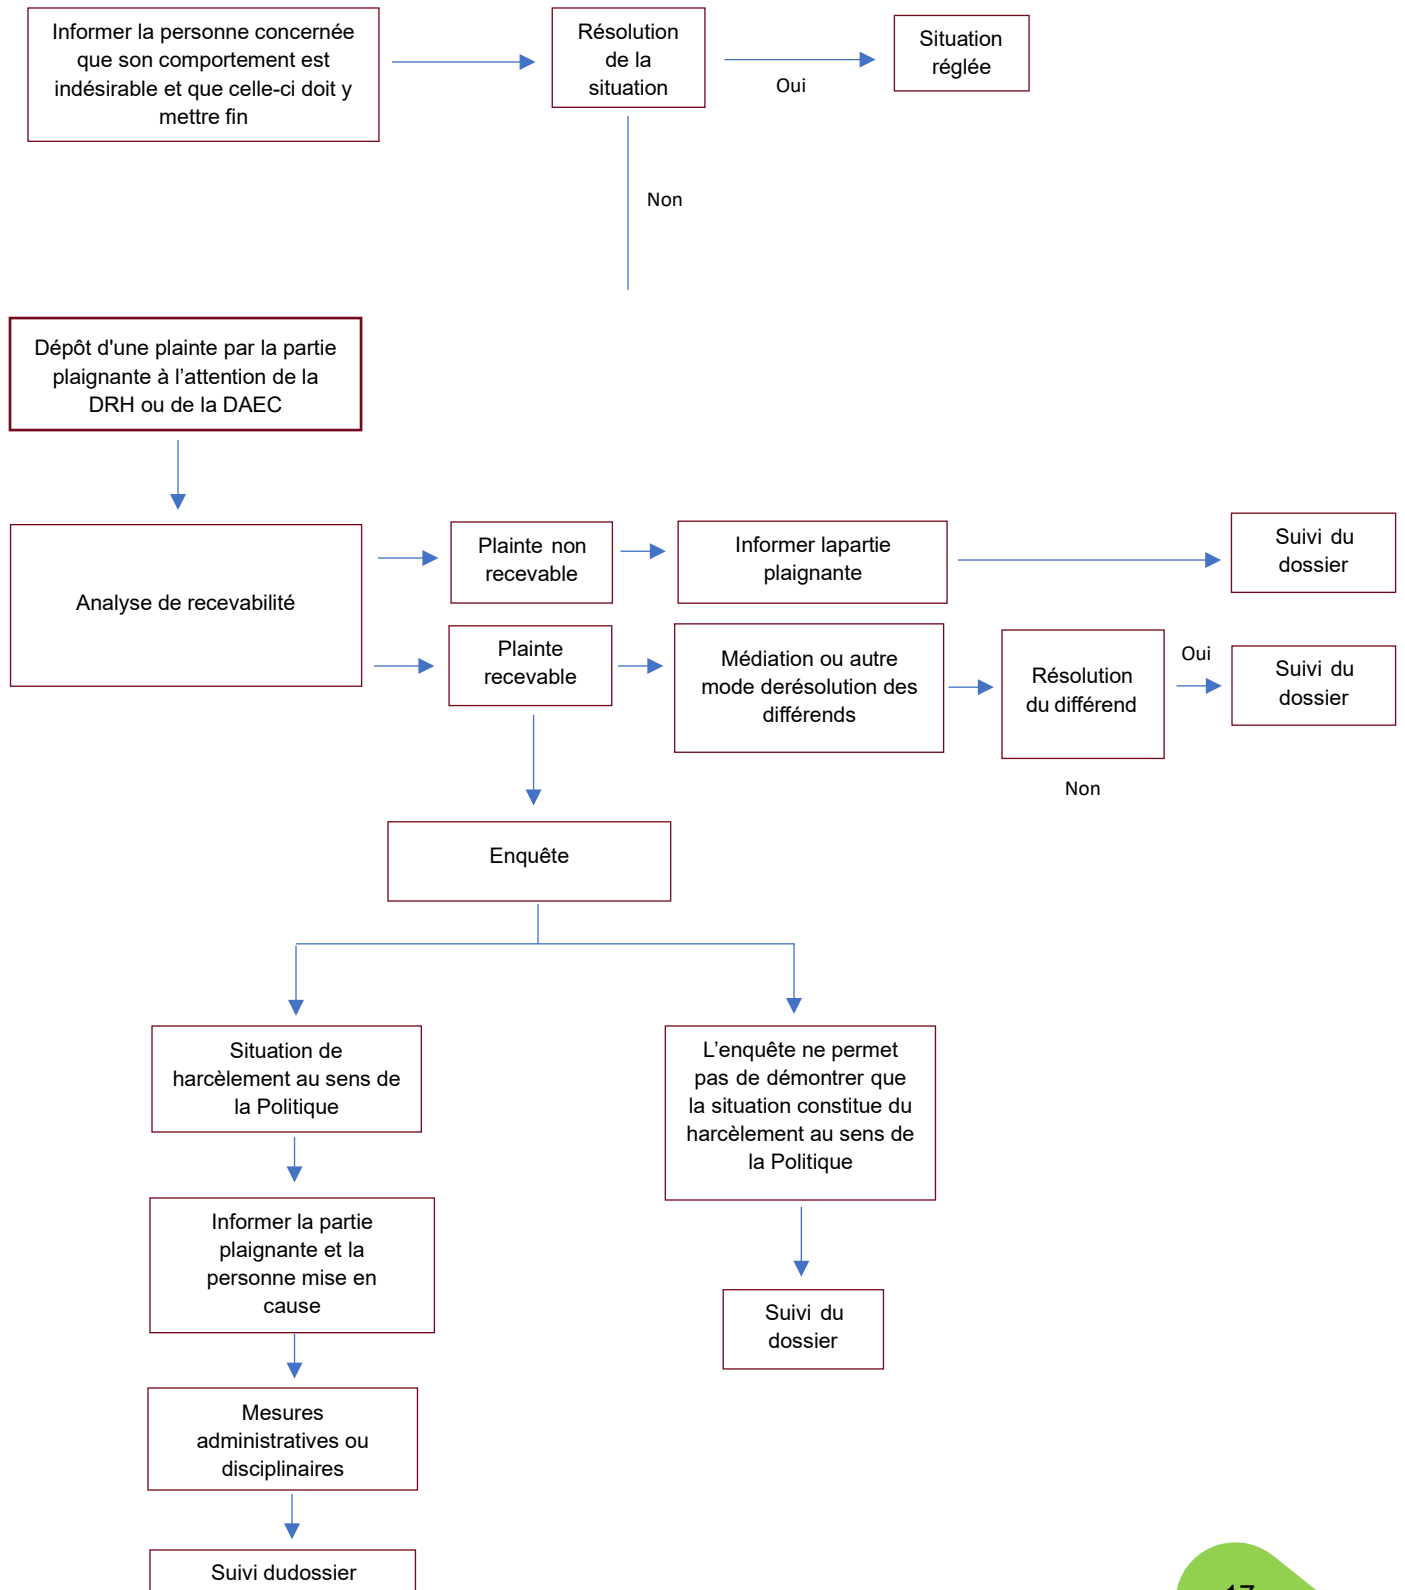 Informer la personne concernée
que son comportement est
indésirable et que celle-ci doit y
mettre fin
Résolution
de la
situation
Oui
Situation
réglée
Non
Dépôt d'une plainte par la partie
plaignante à l’attention de la
DRH ou de la DAEC
Analyse de recevabilité
Plainte non
recevable
Informer lapartie
plaignante
Suivi du
dossier
Plainte
recevable
Médiation ou autre
mode derésolution des
différends
Résolution
du différend
Oui
Suivi du
dossier
Non
Enquête
Situation de
harcèlement au sens de
la Politique
L’enquête ne permet
pas de démontrer que
la situation constitue du
harcèlement au sens de
la Politique
Informer la partie
plaignante et la
personne mise en
cause
Suivi du
dossier
Mesures
administratives ou
disciplinaires
Suivi dudossier
17